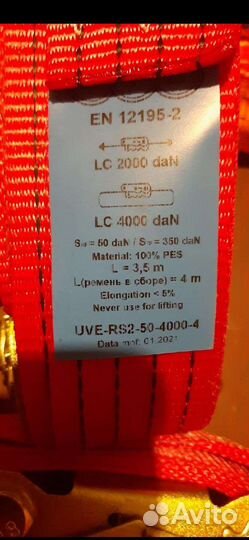 EN 12195-2
LC 2000 daN
LC 4000 daN
SHF = 50 daN / STF = 350 daN
Material: 100% PES
L = 3,5 m
L(ремень в сборе) = 4 m
Elongation < 5%
Never use for lifting
UVE-RS2-50-4000-4
Data mnf: 01.2021
Avito